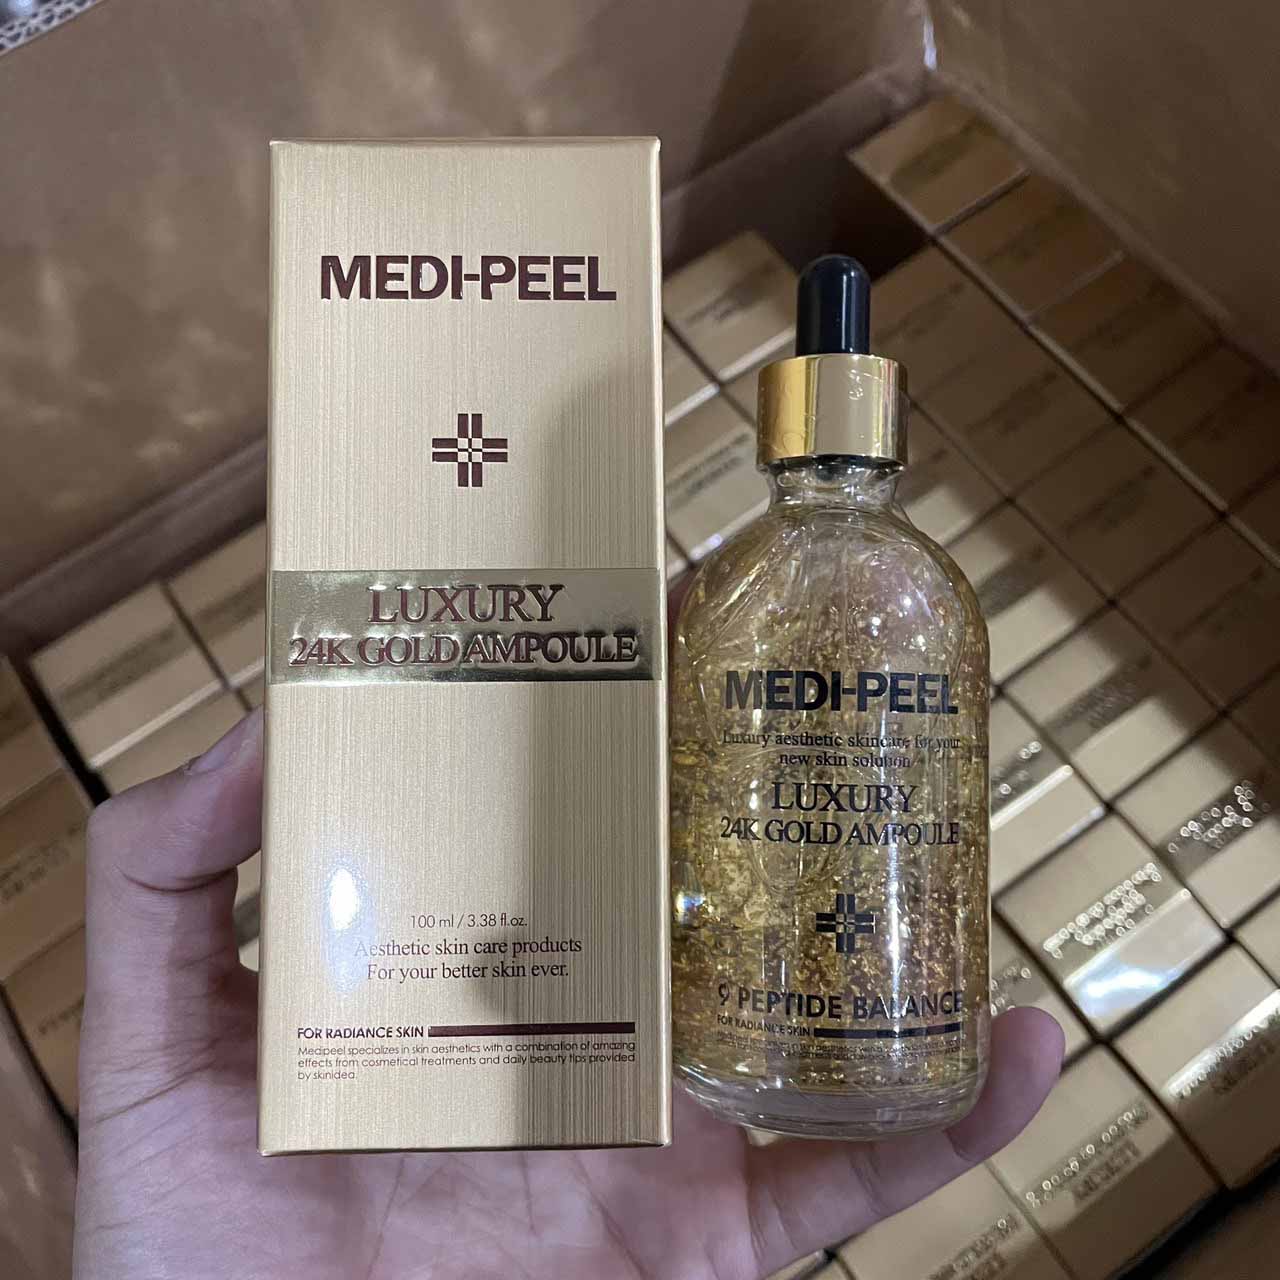 MEDI-PEEL
LUXURY
24K GOLD AMPOULE
100 ml / 3.38 fl.oz.
Aesthetic skin care products
For your better skin ever.
FOR RADIANCE SKIN
Medipeel specializes in skin aesthetics with a combination of amazing
effects from cosmetical treatments and daily beauty tips provided
by skinidea.
MEDI-PEEL
Luxury aesthetic skincare for your
new skin solution
LUXURY
24K GOLD AMPOULE
9 PEPTIDE BALANCE
FOR RADIANCE SKIN